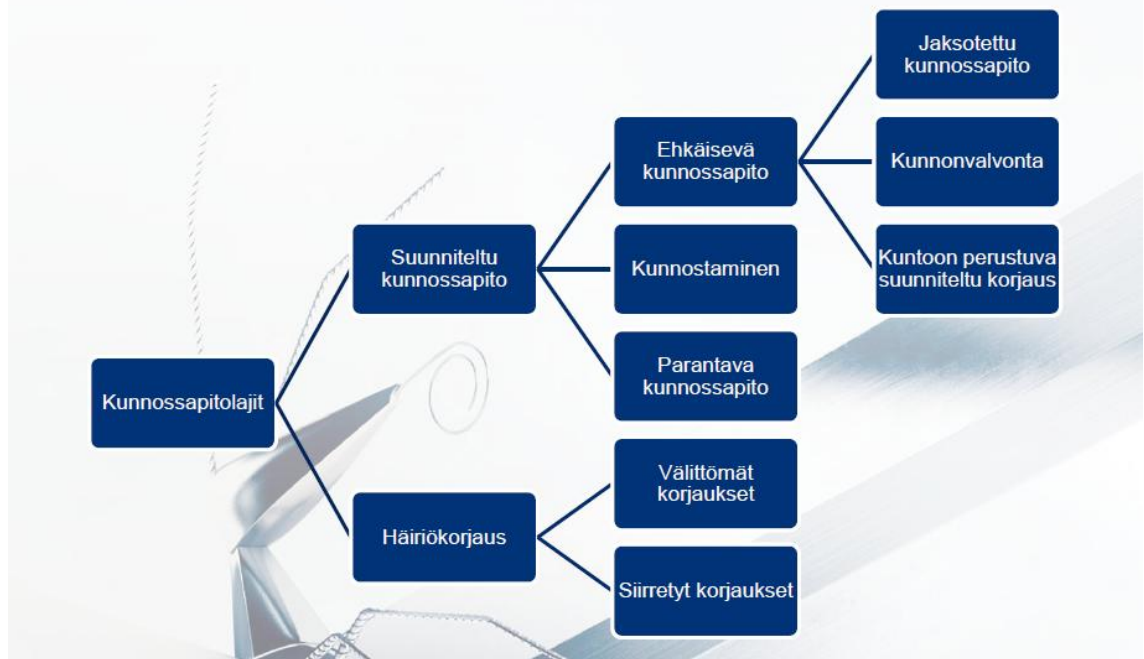 Kunnossapitolajit
Suunniteltu
kunnossapito
Ehkäisevä
kunnossapito
Jaksotettu
kunnossapito
Kunnonvalvonta
Kuntoon perustuva
suunniteltu korjaus
Kunnostaminen
Parantava
kunnossapito
Häiriökorjaus
Välittömät
korjaukset
Siirretyt korjaukset